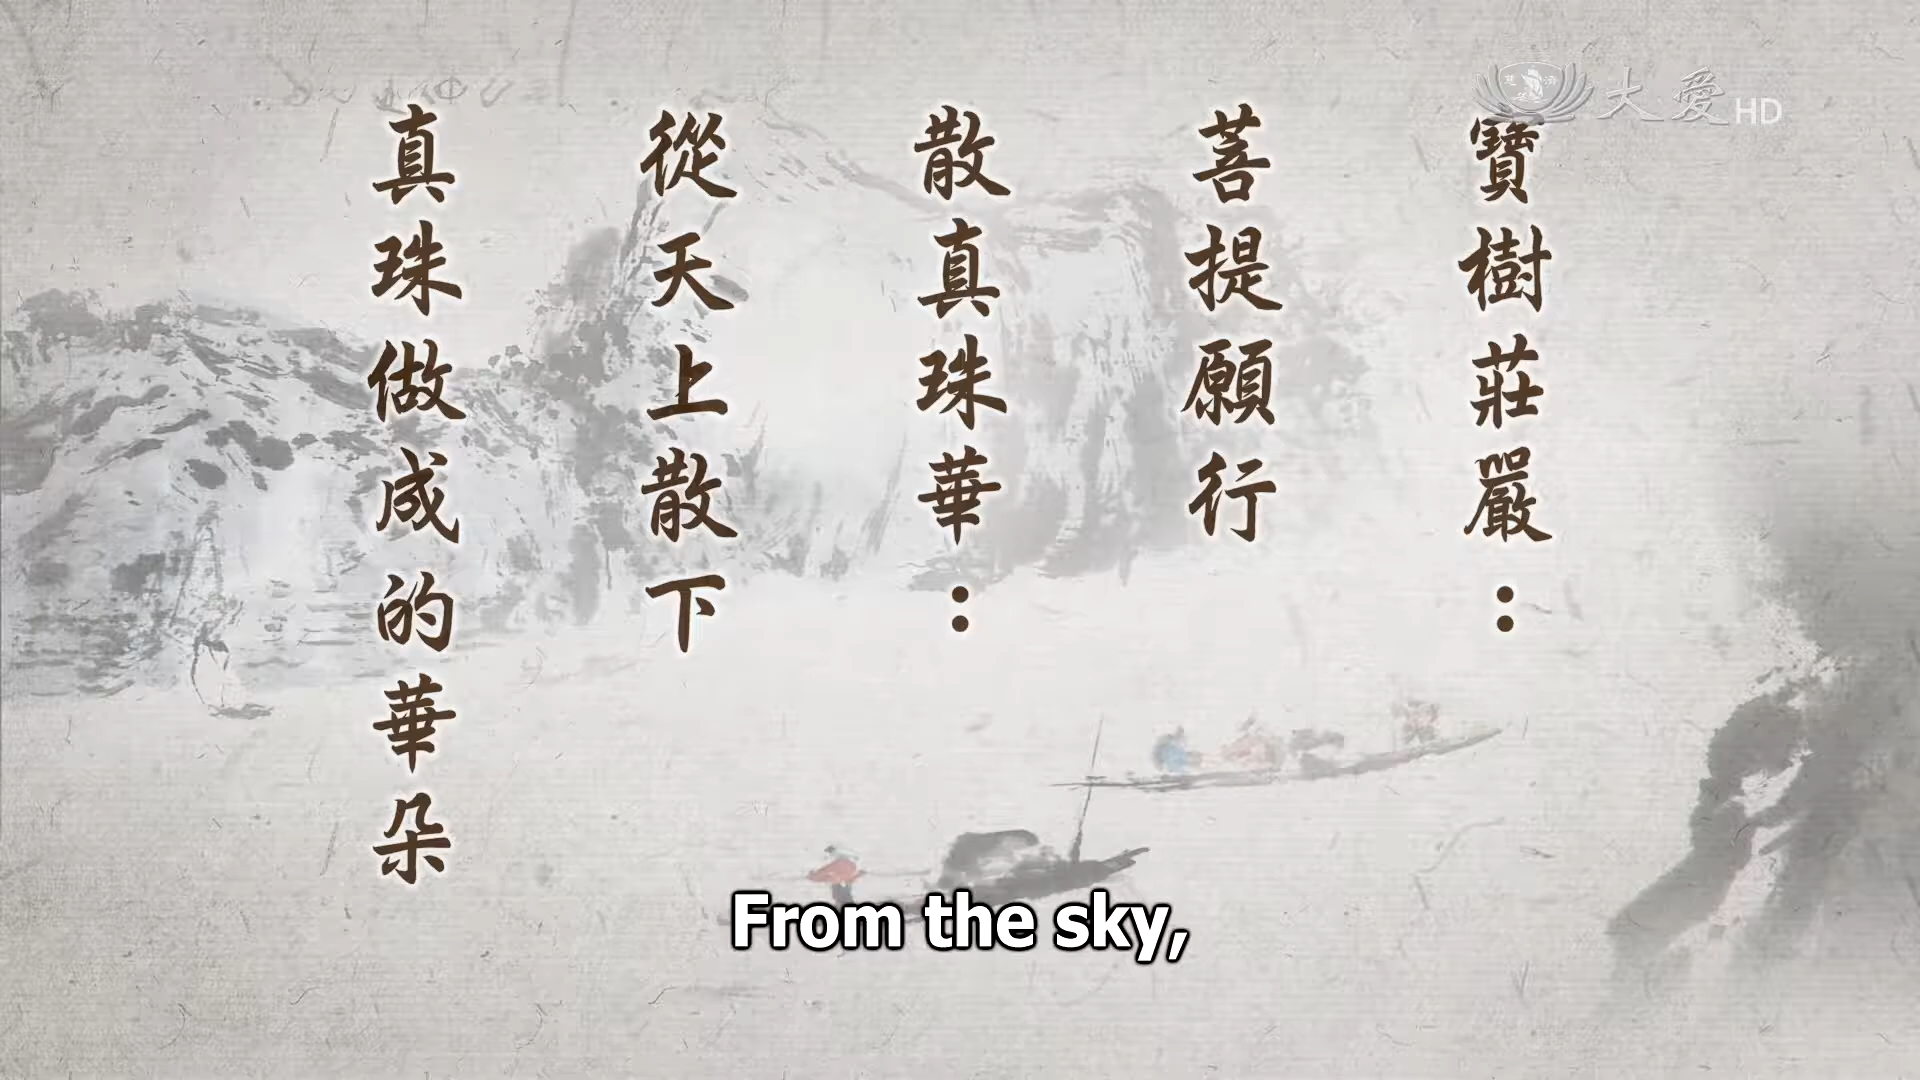 寶樹莊嚴：
菩提願行
散真珠華：
從天上散下
真珠做成的華朵
大愛HD
From the sky,